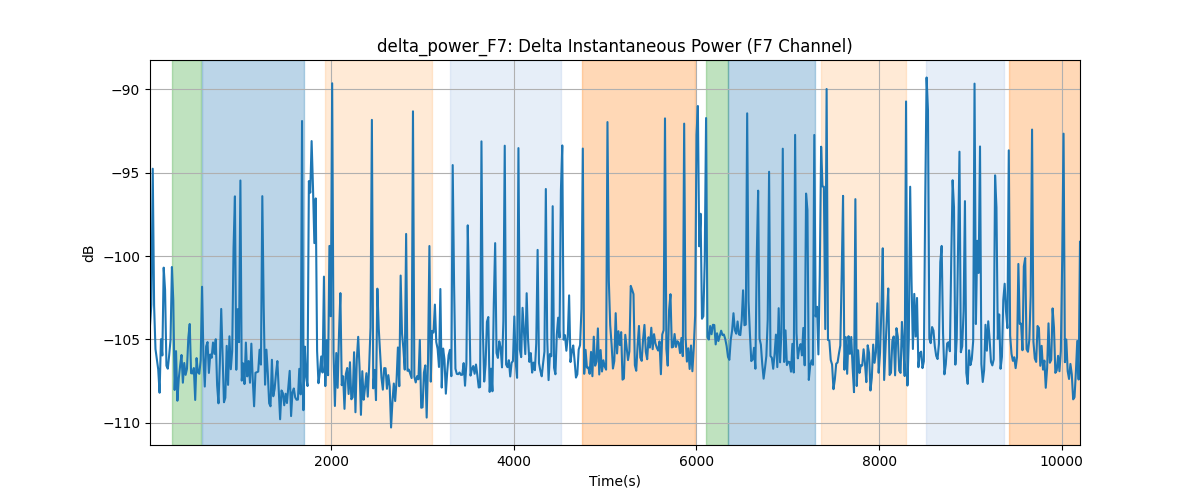 delta_power_F7: Delta Instantaneous Power (F7 Channel)
−90
−95
−100
−105
−110
dB
2000 4000 6000 8000 10000
Time(s)